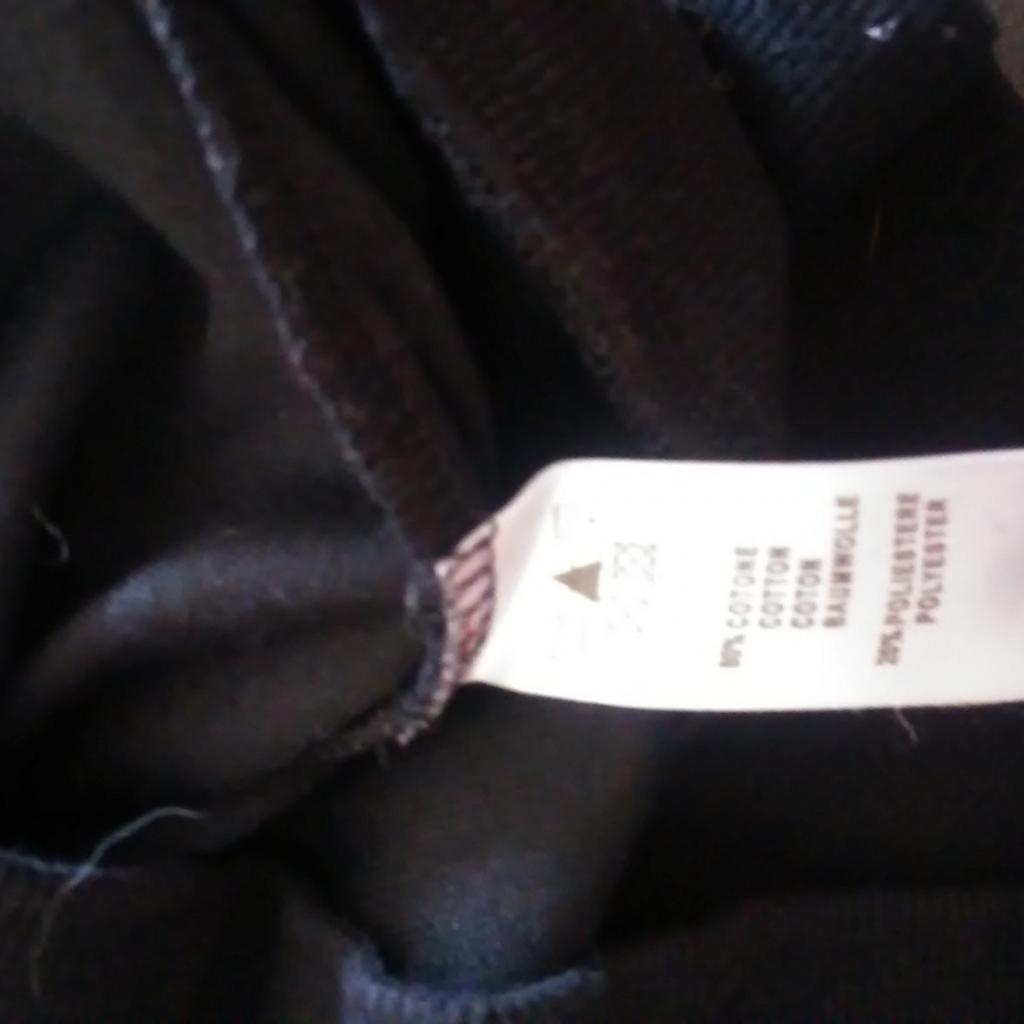 80% COTONE
COTTON
COTON
BAUMWOLLE
20% POLIESTERE
POLYESTER